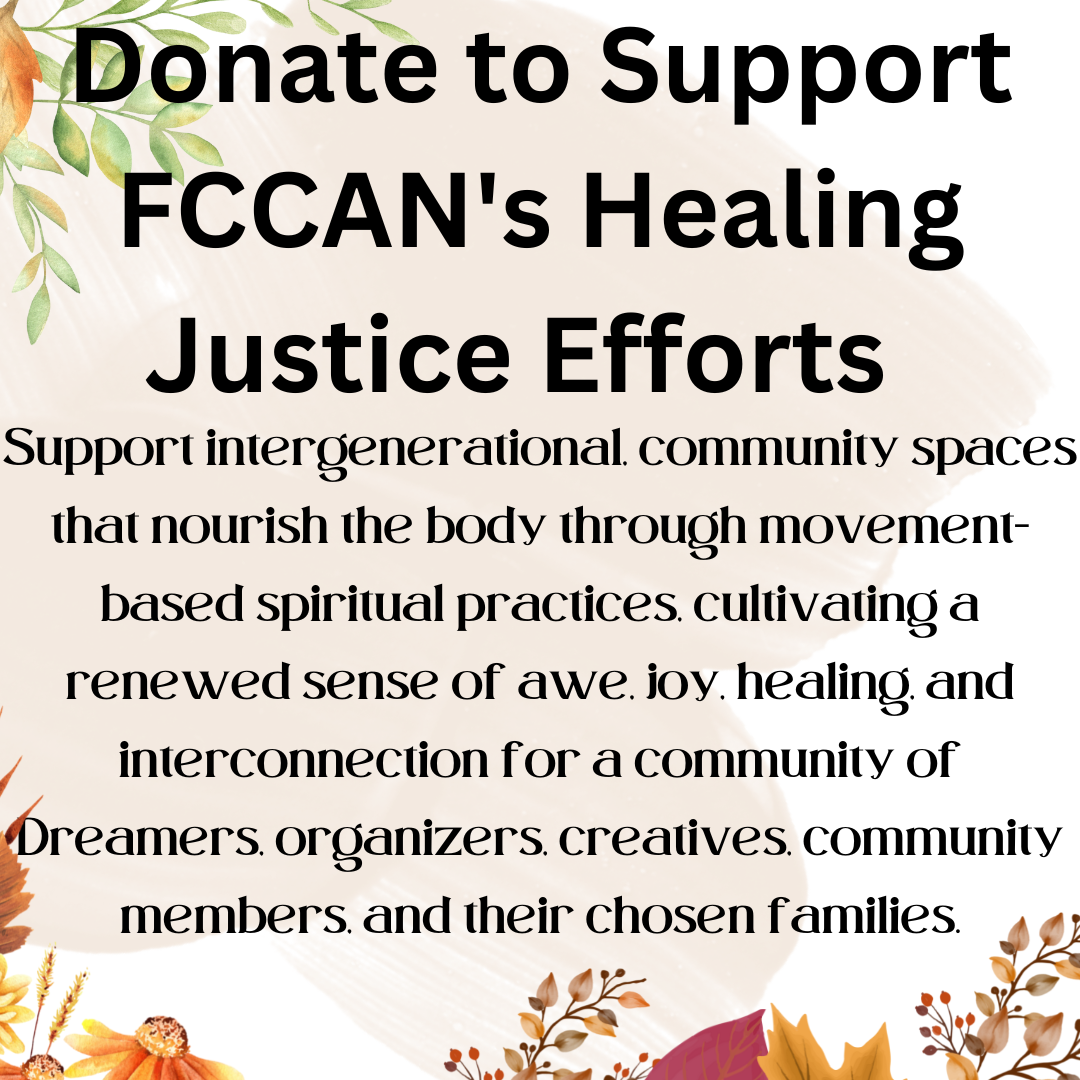 Donate to Support
FCCAN's Healing
Justice Efforts
Support intergenerational, community spaces
that nourish the body through movement-
based spiritual practices, cultivating a
renewed sense of awe, joy, healing, and
interconnection for a community of
Dreamers, organizers, creatives, community
members, and their chosen families.